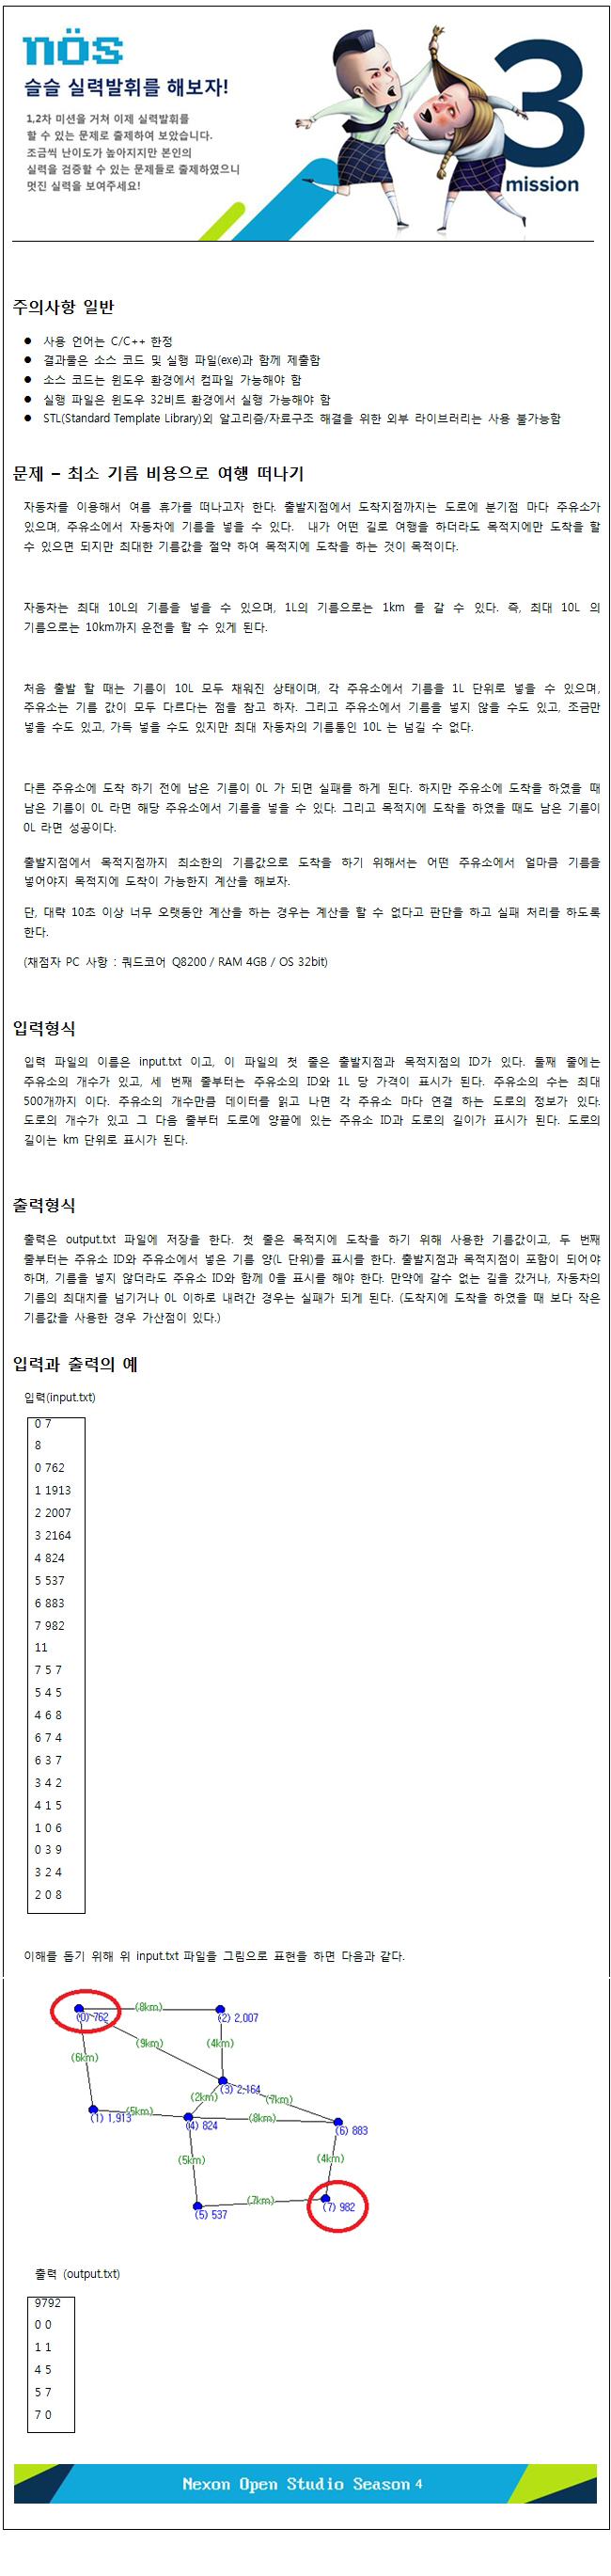 nös
슬슬 실력발휘를 해보자!
1,2차 미션을 거쳐 이제 실력발휘를
할 수 있는 문제로 출제하여 보았습니다.
조금씩 난이도가 높아지지만 본인의
실력을 검증할 수 있는 문제들로 출제하였으니
멋진 실력을 보여주세요!
3
mission
주의사항 일반
● 사용 언어는 C/C++ 한정
● 결과물은 소스 코드 및 실행 파일(exe)과 함께 제출함
● 소스 코드는 윈도우 환경에서 컴파일 가능해야 함
● 실행 파일은 윈도우 32비트 환경에서 실행 가능해야 함
● STL(Standard Template Library)외 알고리즘/자료구조 해결을 위한 외부 라이브러리는 사용 불가능함
문제 – 최소 기름 비용으로 여행 떠나기
자동차를 이용해서 여름 휴가를 떠나고자 한다. 출발지점에서 도착지점까지는 도로에 분기점 마다 주유소가
있으며, 주유소에서 자동차에 기름을 넣을 수 있다. 내가 어떤 길로 여행을 하더라도 목적지에만 도착을 할
수 있으면 되지만 최대한 기름값을 절약 하여 목적지에 도착을 하는 것이 목적이다.
자동차는 최대 10L의 기름을 넣을 수 있으며, 1L의 기름으로는 1km 를 갈 수 있다. 즉, 최대 10L 의
기름으로는 10km까지 운전을 할 수 있게 된다.
처음 출발 할 때는 기름이 10L 모두 채워진 상태이며, 각 주유소에서 기름을 1L 단위로 넣을 수 있으며,
주유소는 기름 값이 모두 다르다는 점을 참고 하자. 그리고 주유소에서 기름을 넣지 않을 수도 있고, 조금만
넣을 수도 있고, 가득 넣을 수도 있지만 최대 자동차의 기름통인 10L 는 넘길 수 없다.
다른 주유소에 도착 하기 전에 남은 기름이 0L 가 되면 실패를 하게 된다. 하지만 주유소에 도착을 하였을 때
남은 기름이 0L 라면 해당 주유소에서 기름을 넣을 수 있다. 그리고 목적지에 도착을 하였을 때도 남은 기름이
0L 라면 성공이다.
출발지점에서 목적지점까지 최소한의 기름값으로 도착을 하기 위해서는 어떤 주유소에서 얼마큼 기름을
넣어야지 목적지에 도착이 가능한지 계산을 해보자.
단, 대략 10초 이상 너무 오랫동안 계산을 하는 경우는 계산을 할 수 없다고 판단을 하고 실패 처리를 하도록
한다.
(채점자 PC 사항 : 쿼드코어 Q8200 / RAM 4GB / OS 32bit)
입력형식
입력 파일의 이름은 input.txt 이고, 이 파일의 첫 줄은 출발지점과 목적지점의 ID가 있다. 둘째 줄에는
주유소의 개수가 있고, 세 번째 줄부터는 주유소의 ID와 1L 당 가격이 표시가 된다. 주유소의 수는 최대
500개까지 이다. 주유소의 개수만큼 데이터를 읽고 나면 각 주유소 마다 연결 하는 도로의 정보가 있다.
도로의 개수가 있고 그 다음 줄부터 도로에 양끝에 있는 주유소 ID과 도로의 길이가 표시가 된다. 도로의
길이는 km 단위로 표시가 된다.
출력형식
출력은 output.txt 파일에 저장을 한다. 첫 줄은 목적지에 도착을 하기 위해 사용한 기름값이고, 두 번째
줄부터는 주유소 ID와 주유소에서 넣은 기름 양(L 단위)를 표시를 한다. 출발지점과 목적지점이 포함이 되어야
하며, 기름을 넣지 않더라도 주유소 ID와 함께 0을 표시를 해야 한다. 만약에 갈수 없는 길을 갔거나, 자동차의
기름의 최대치를 넘기거나 0L 이하로 내려간 경우는 실패가 되게 된다. (도착지에 도착을 하였을 때 보다 작은
기름값을 사용한 경우 가산점이 있다.)
입력과 출력의 예
입력(input.txt)
0 7
8
0 762
1 1913
2 2007
3 2164
4 824
5 537
6 883
7 982
11
7 5 7
5 4 5
4 6 8
6 7 4
6 3 7
3 4 2
4 1 5
1 0 6
0 3 9
3 2 4
2 0 8
이해를 돕기 위해 위 input.txt 파일을 그림으로 표현을 하면 다음과 같다.
(8km)
(0) 762
(2) 2,007
(9km)
(4km)
(6km)
(3) 2,164
(2km)
(7km)
(1) 1,913
(5km)
(4) 824
(8km)
(6) 883
(5km)
(4km)
(7km)
(7) 982
(5) 537
출력 (output.txt)
9792
0 0
1 1
4 5
5 7
7 0
Nexon Open Studio Season 4